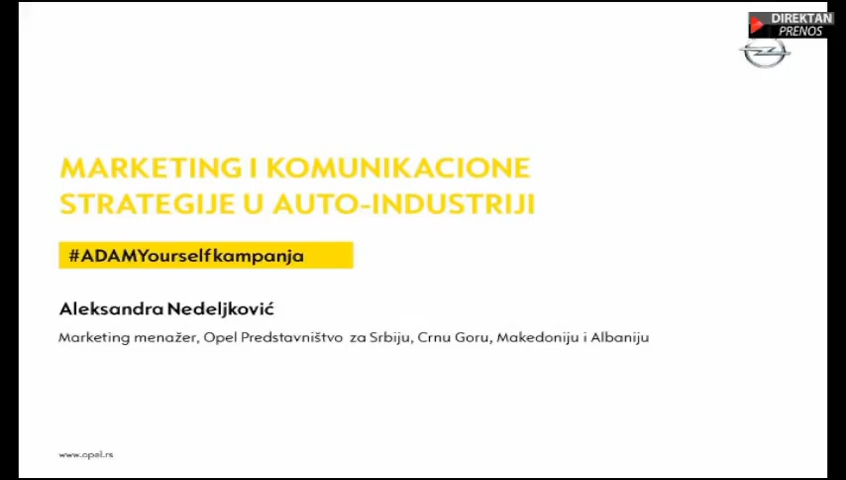 DIREKTAN
PRENOS
MARKETING I KOMUNIKACIONE
STRATEGIJE U AUTO-INDUSTRIJI
#ADAMYourselfkampanja
Aleksandra Nedeljković
Marketing menažer, Opel Predstavništvo za Srbiju, Crnu Goru, Makedoniju i Albaniju
www.opel.rs